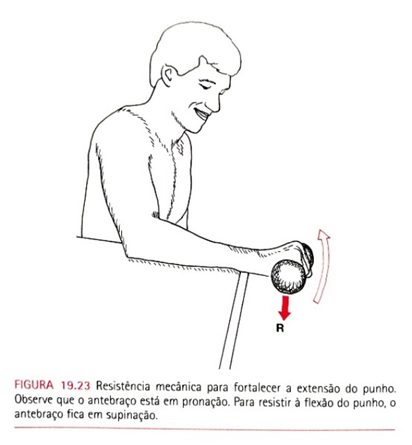 R
FIGURA 19.23 Resistência mecânica para fortalecer a extensão do punho.
Observe que o antebraço está em pronação. Para resistir à flexão do punho, o
antebraço fica em supinação.